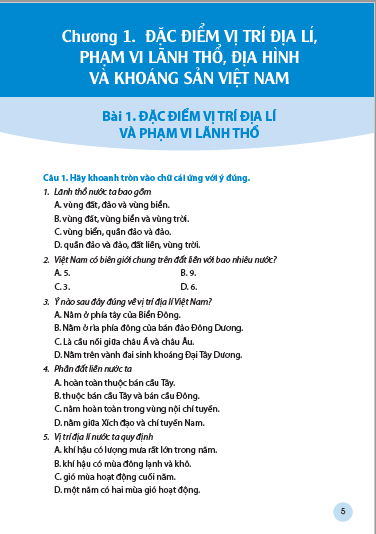 Chương 1. ĐẶC ĐIỂM VỊ TRÍ ĐỊA LÍ,
PHẠM VI LÃNH THỔ, ĐỊA HÌNH
VÀ KHOÁNG SẢN VIỆT NAM
Bài 1. ĐẶC ĐIỂM VỊ TRÍ ĐỊA LÍ
VÀ PHẠM VI LÃNH THỔ
Câu 1. Hãy khoanh tròn vào chữ cái ứng với ý đúng.
1. Lãnh thổ nước ta bao gồm
A. vùng đất, đảo và vùng biển.
B. vùng đất, vùng biển và vùng trời.
C. vùng biển, quần đảo và đảo.
D. quần đảo và đảo, đất liền, vùng trời.
2. Việt Nam có biên giới chung trên đất liền với bao nhiêu nước?
A. 5. B. 9.
C. 3. D. 6.
3. Ý nào sau đây đúng về vị trí địa lí Việt Nam?
A. Nằm ở phía tây của Biển Đông.
B. Nằm ở rìa phía đông của bán đảo Đông Dương.
C. Là cầu nối giữa châu Á và châu Âu.
D. Nằm trên vành đai sinh khoáng Đại Tây Dương.
4. Phần đất liền nước ta
A. hoàn toàn thuộc bán cầu Tây.
B. thuộc bán cầu Tây và bán cầu Đông.
C. nằm hoàn toàn trong vùng nội chí tuyến.
D. nằm giữa Xích đạo và chí tuyến Nam.
5. Vị trí địa lí nước ta quy định
A. khí hậu có lượng mưa rất lớn trong năm.
B. khí hậu có mùa đông lạnh và khô.
C. gió mùa hoạt động cuối năm.
D. một năm có hai mùa gió hoạt động.
5